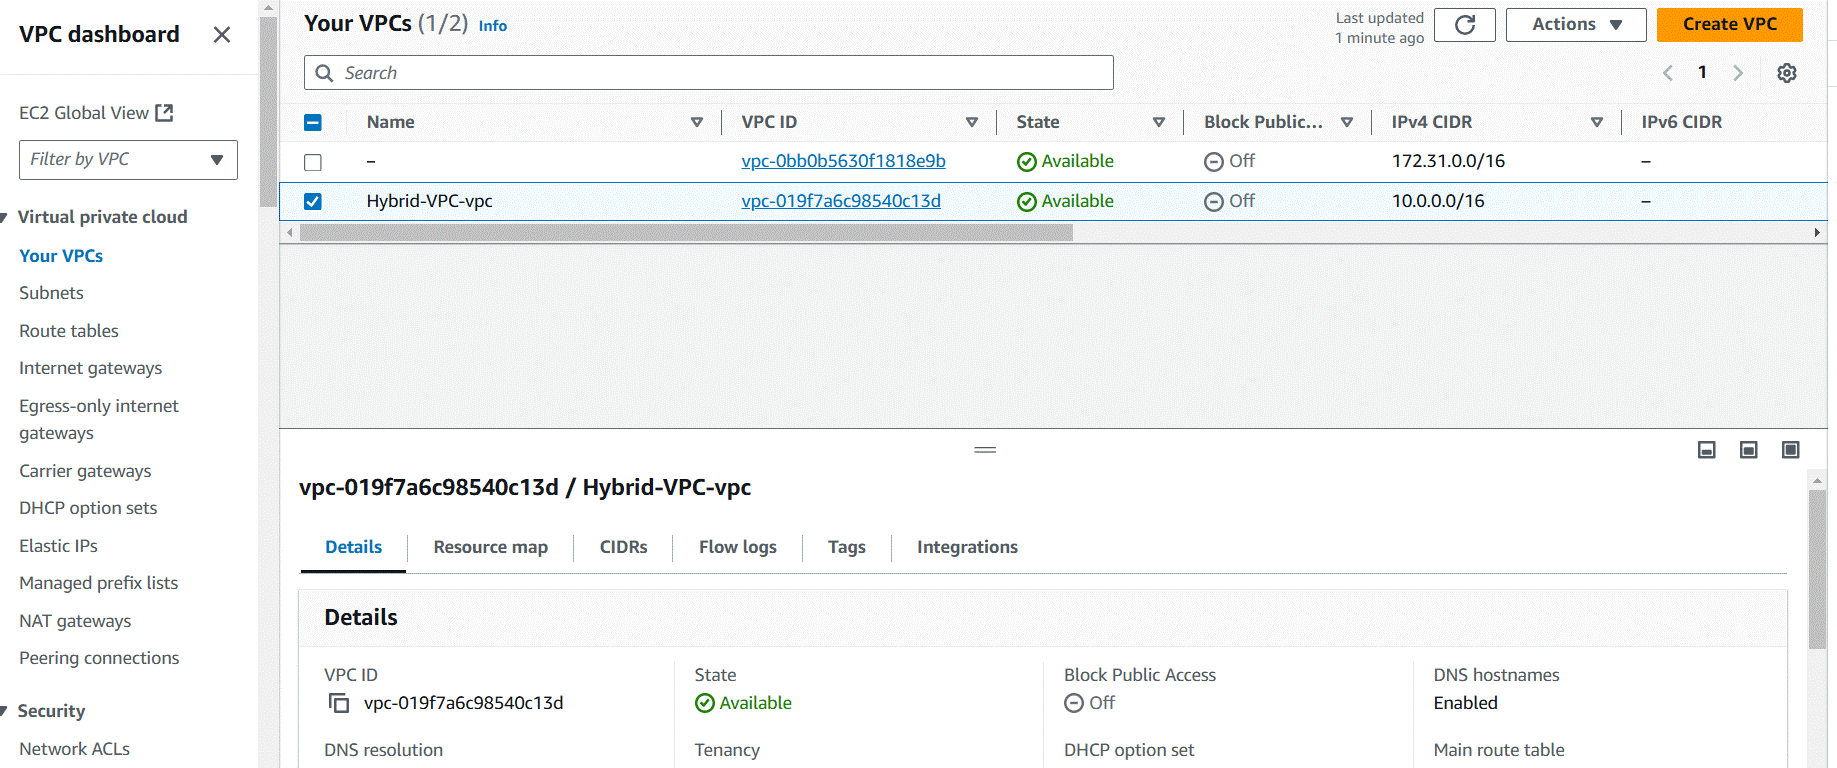 VPC dashboard
EC2 Global View
Filter by VPC
Virtual private cloud
Your VPCs
Subnets
Route tables
Internet gateways
Egress-only internet
gateways
Carrier gateways
DHCP option sets
Elastic IPs
Managed prefix lists
NAT gateways
Peering connections
Security
Network ACLs
Your VPCs (1/2) Info
Last updated
1 minute ago
Actions
Create VPC
Search
1
Name VPC ID State Block Public... IPv4 CIDR IPv6 CIDR
– vpc-0bb0b5630f1818e9b Available Off 172.31.0.0/16 –
Hybrid-VPC-vpc vpc-019f7a6c98540c13d Available Off 10.0.0.0/16 –
vpc-019f7a6c98540c13d / Hybrid-VPC-vpc
Details Resource map CIDRs Flow logs Tags Integrations
Details
VPC ID State Block Public Access DNS hostnames
vpc-019f7a6c98540c13d Available Off Enabled
DNS resolution Tenancy DHCP option set Main route table